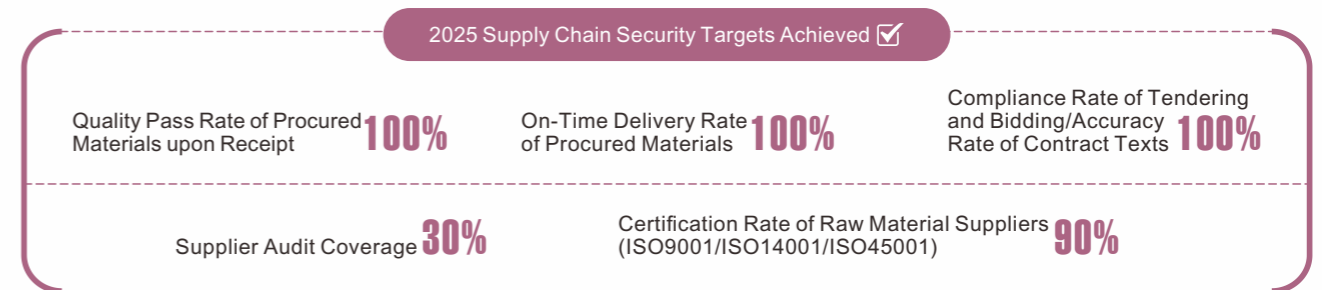 2025 Supply Chain Security Targets Achieved
Quality Pass Rate of Procured
Materials upon Receipt
100%
On-Time Delivery Rate
of Procured Materials
100%
Compliance Rate of Tendering
and Bidding/Accuracy
Rate of Contract Texts
100%
Supplier Audit Coverage 30%
Certification Rate of Raw Material Suppliers
(ISO9001/ISO14001/ISO45001)
90%